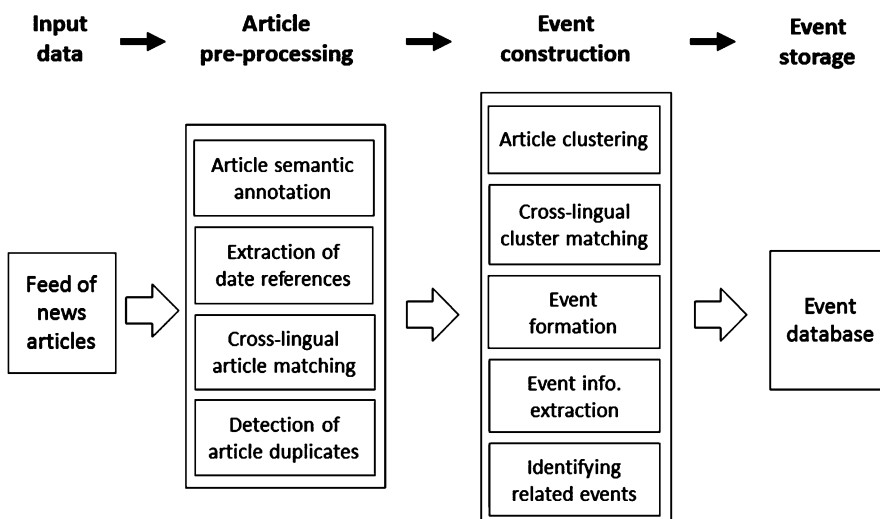 Input
data
Article
pre-processing
Event
construction
Event
storage
Feed of
news
articles
Article semantic
annotation
Extraction of
date references
Cross-lingual
article matching
Detection of
article duplicates
Article clustering
Cross-lingual
cluster matching
Event
formation
Event info.
extraction
Identifying
related events
Event
database